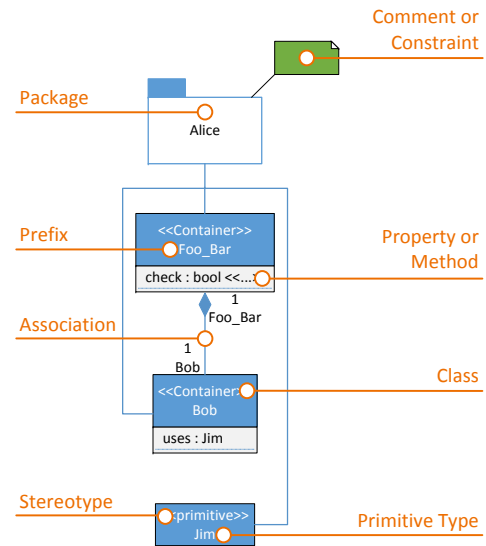 Comment or
Constraint
Package
Alice
<<Container>>
Prefix
Foo_Bar
Property or
Method
check : bool <<...>
1
Foo_Bar
Association
1
Bob
Class
<<Container>
Bob
uses : Jim
Stereotype
<primitive>>
Primitive Type
Jim